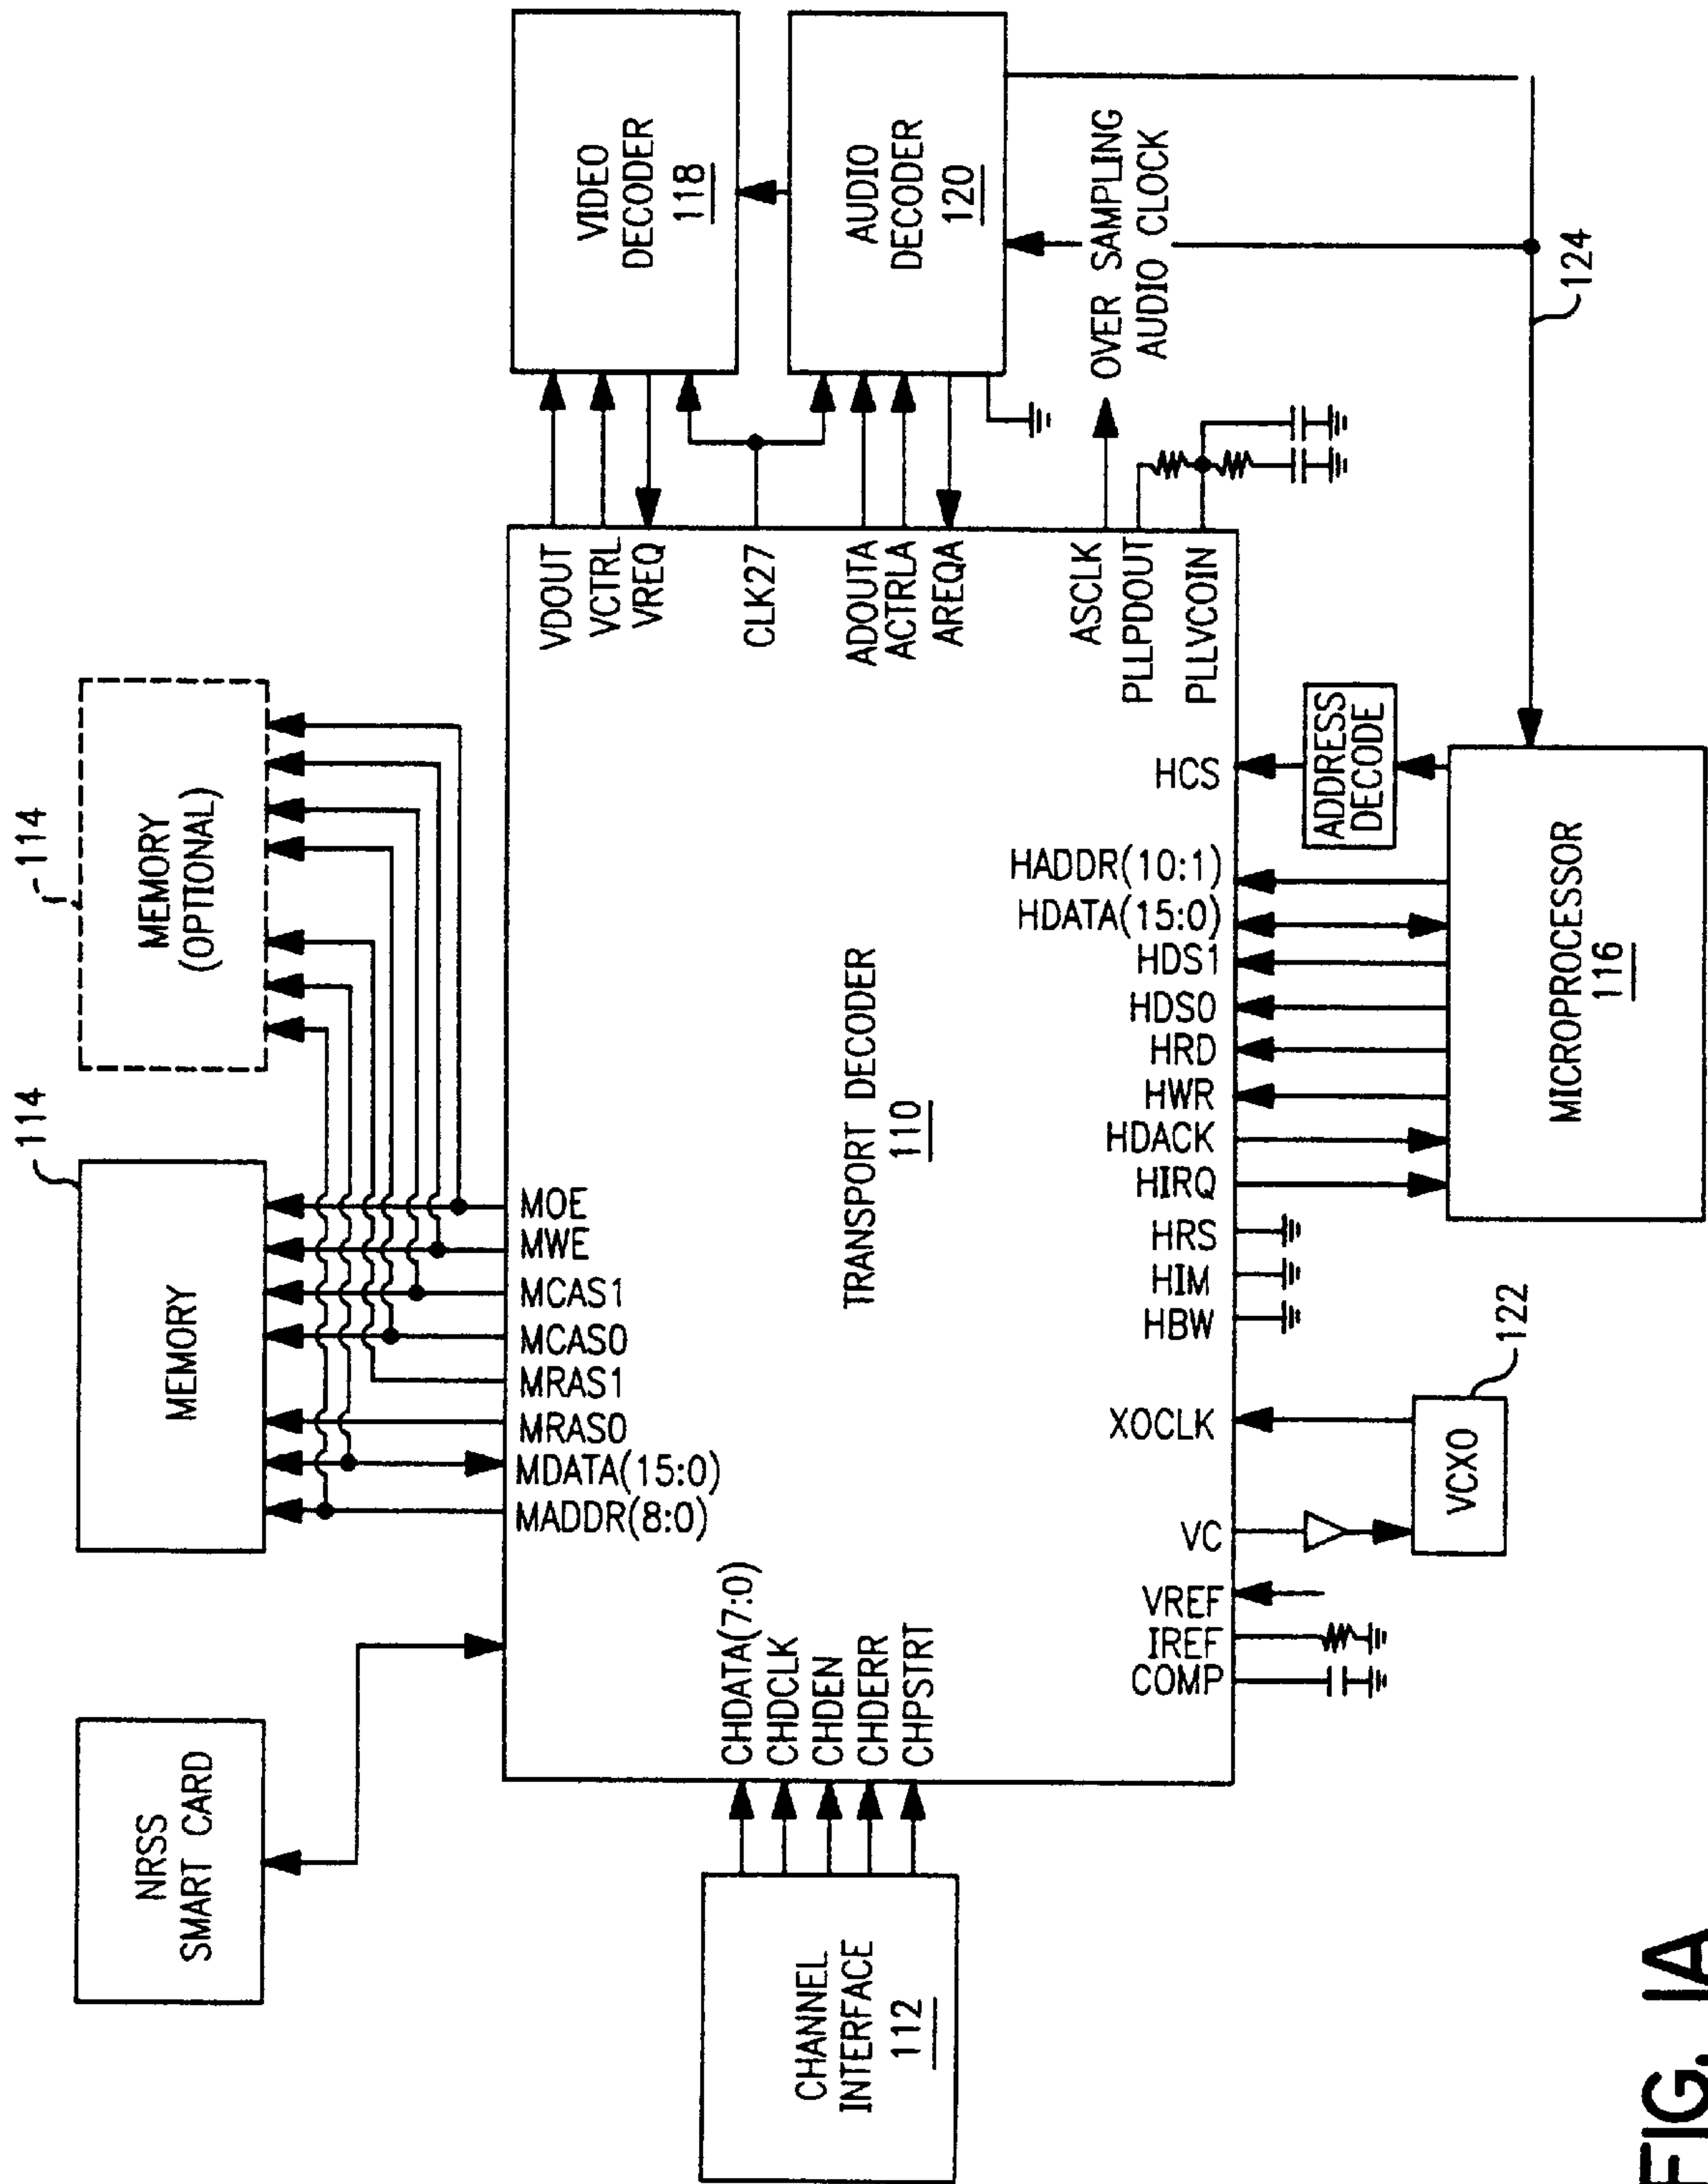 NRSS
SMART CARD
MEMORY
114
MEMORY
(OPTIONAL)
114
CHANNEL
INTERFACE
112
CHDATA(7:0)
CHDCLK
CHDEN
CHDERR
CHPSTRT
MADDR(8:0)
MDATA(15:0)
MRAS0
MRAS1
MCAS0
MCAS1
MWE
MOE
TRANSPORT DECODER
110
VDOUT
VCTRL
VREQ
CLK27
ADOUTA
ACTRLA
AREQA
ASCLK
PLLPDOUT
PLLVCOIN
VIDEO
DECODER
118
AUDIO
DECODER
120
OVER SAMPLING
AUDIO CLOCK
124
COMP
IREF
VREF
VC
XOCLK
HBW
HIM
HRS
HIRQ
HDACK
HWR
HRD
HDS0
HDS1
HDATA(15:0)
HADDR(10:1)
HCS
VCXO
122
MICROPROCESSOR
116
ADDRESS
DECODE
FIG. 1A